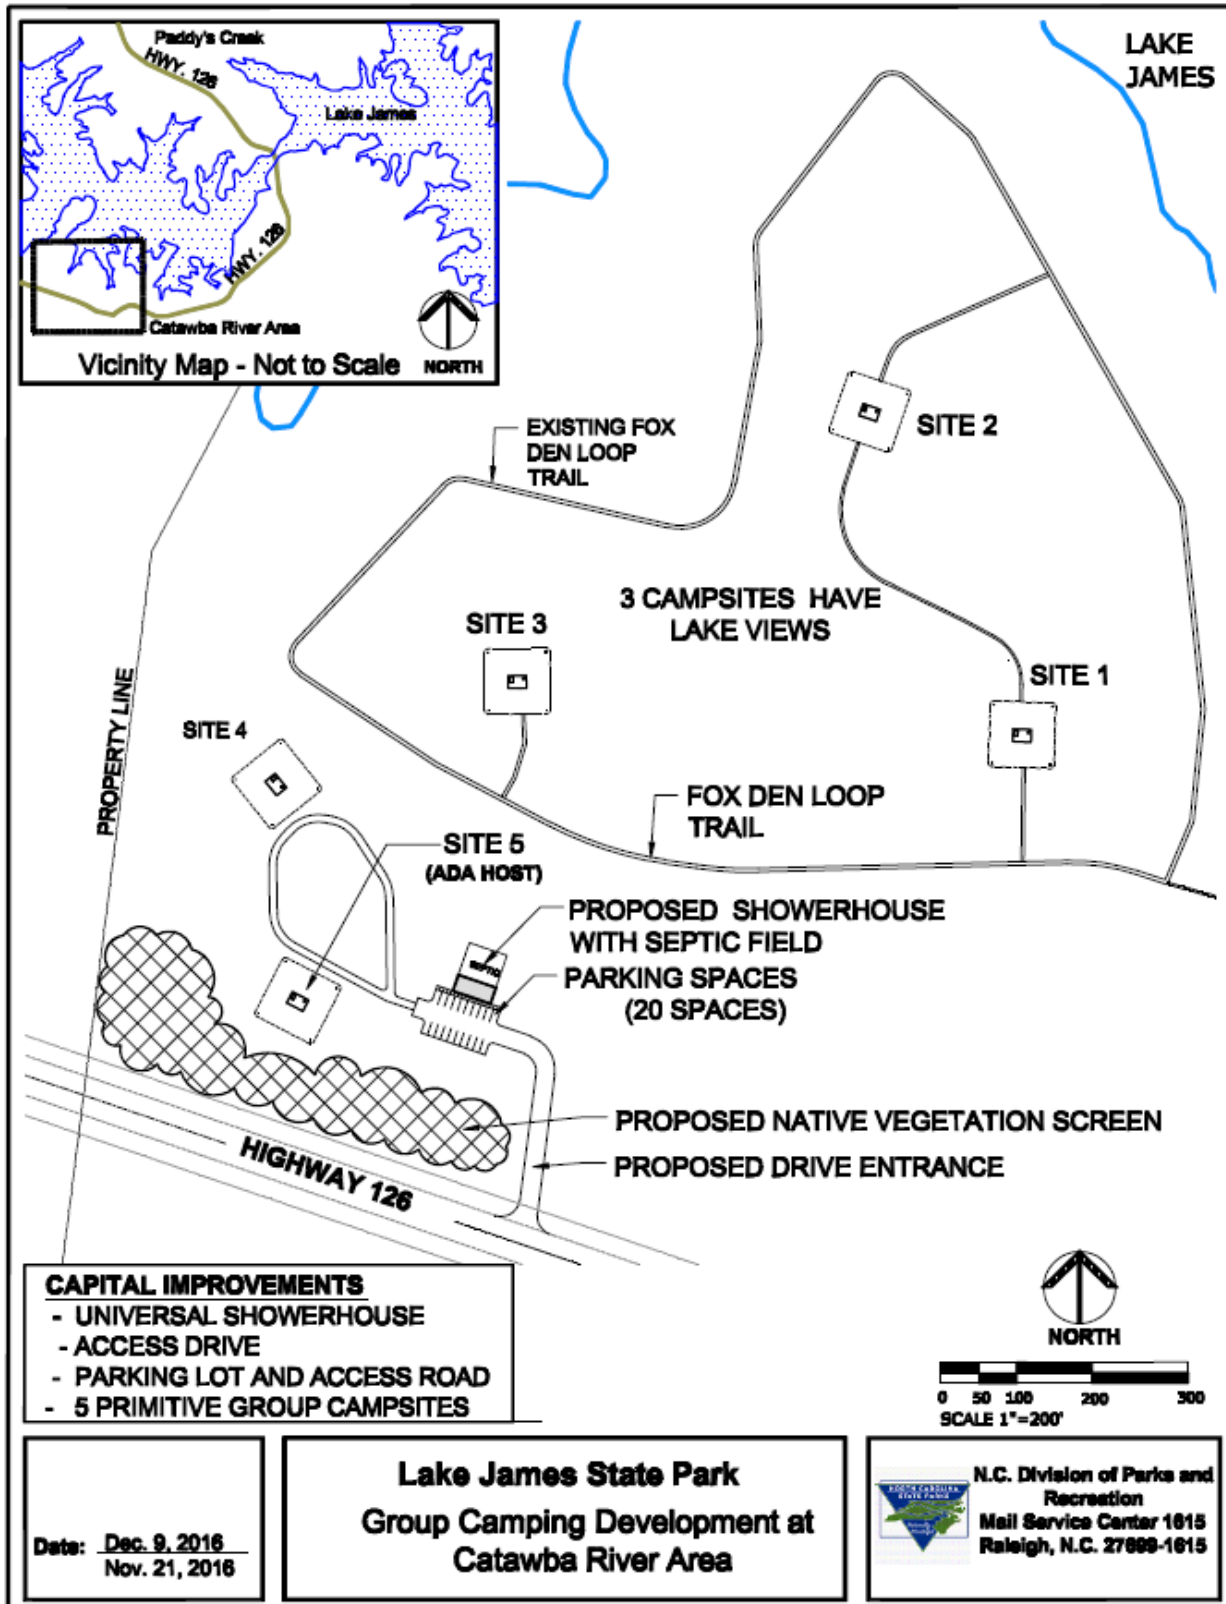 Paddy's Creek
HWY. 126
Lake James
HWY. 126
Catawba River Area
Vicinity Map - Not to Scale
NORTH
LAKE
JAMES
EXISTING FOX
DEN LOOP
TRAIL
SITE 2
3 CAMPSITES HAVE
LAKE VIEWS
SITE 3
SITE 1
PROPERTY LINE
SITE 4
FOX DEN LOOP
TRAIL
SITE 5
(ADA HOST)
PROPOSED SHOWERHOUSE
WITH SEPTIC FIELD
SEPTIC
PARKING SPACES
(20 SPACES)
PROPOSED NATIVE VEGETATION SCREEN
PROPOSED DRIVE ENTRANCE
HIGHWAY 126
CAPITAL IMPROVEMENTS
- UNIVERSAL SHOWERHOUSE
- ACCESS DRIVE
- PARKING LOT AND ACCESS ROAD
- 5 PRIMITIVE GROUP CAMPSITES
NORTH
0 50 100 200 300
SCALE 1"=200'
Date: Dec. 9, 2016
Nov. 21, 2016
Lake James State Park
Group Camping Development at
Catawba River Area
NORTH CAROLINA
STATE PARKS
N.C. Division of Parks and
Recreation
Mail Service Center 1615
Raleigh, N.C. 27699-1615